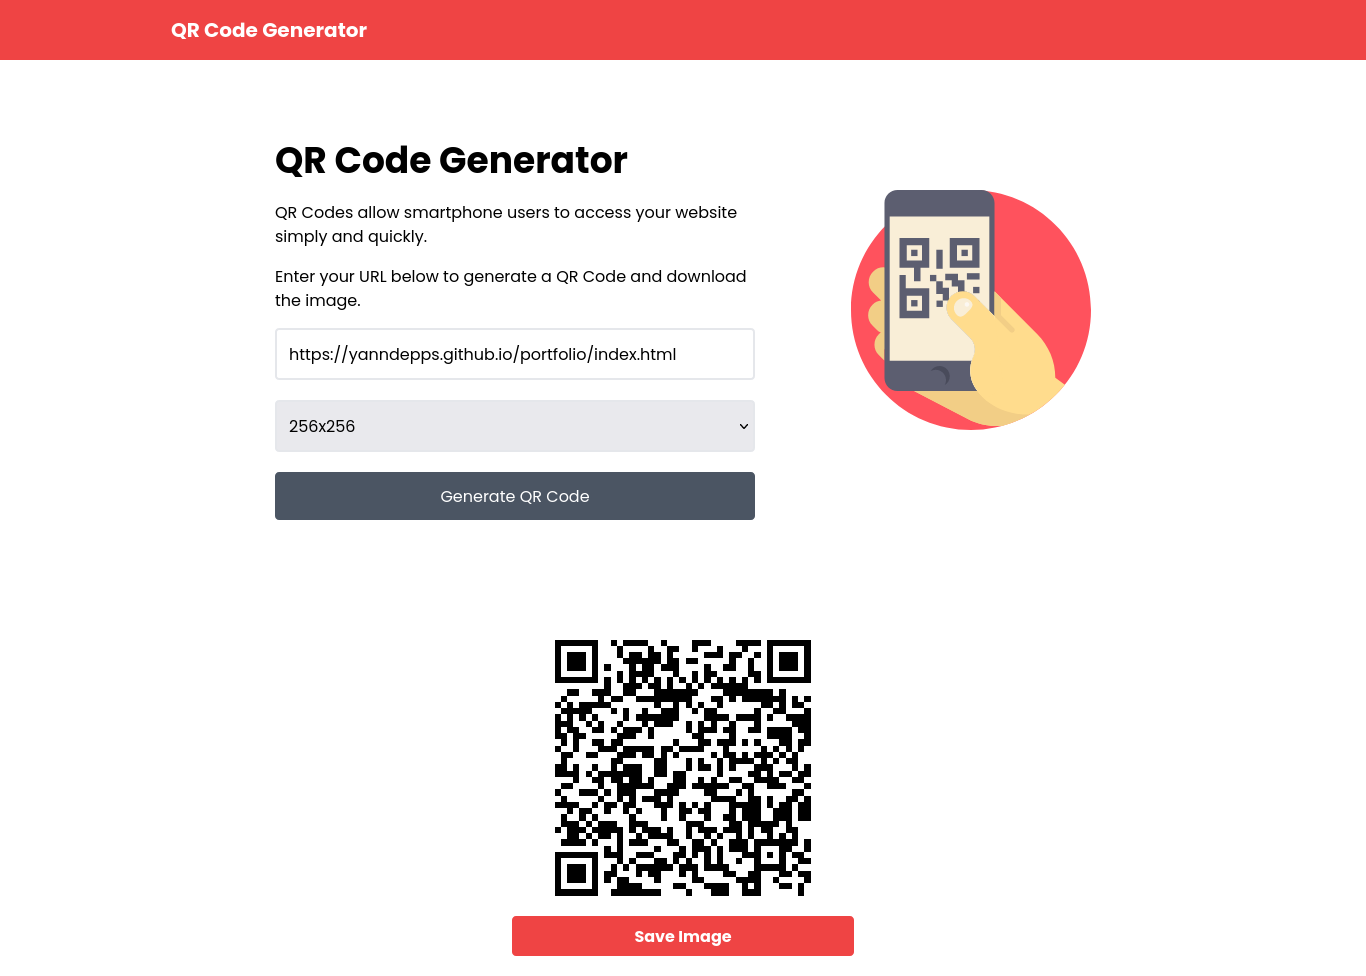 QR Code Generator
QR Code Generator
QR Codes allow smartphone users to access your website
simply and quickly.
Enter your URL below to generate a QR Code and download
the image.
https://yanndepps.github.io/portfolio/index.html
256x256
Generate QR Code
Save Image